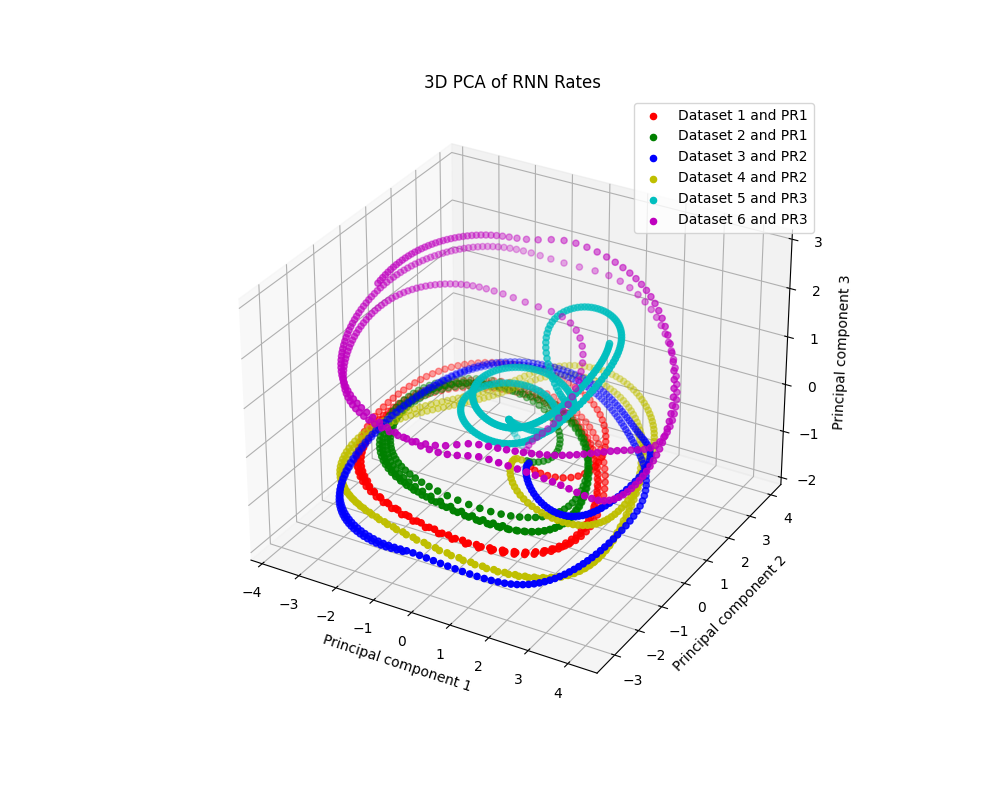 3D PCA of RNN Rates
Dataset 1 and PR1
Dataset 2 and PR1
Dataset 3 and PR2
Dataset 4 and PR2
Dataset 5 and PR3
Dataset 6 and PR3
3
2
1
0
−1
−2
Principal component 3
4
3
2
1
0
−1
−2
−3
Principal component 2
−4
−3
−2
−1
0
1
2
3
4
Principal component 1